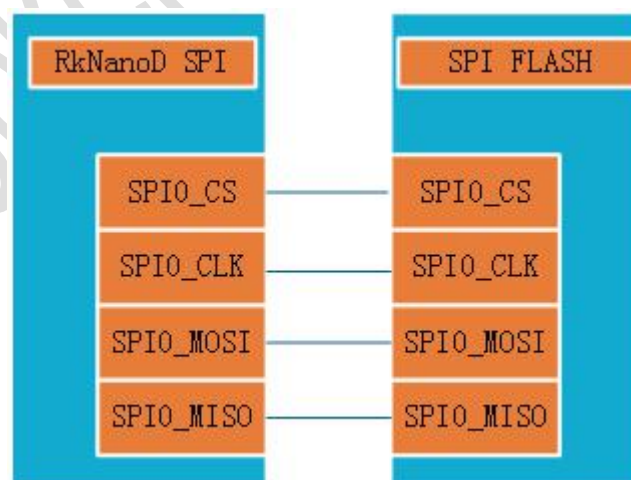 RkNanoD SPI
SPI FLASH
SPI0_CS
SPI0_CS
SPI0_CLK
SPI0_CLK
SPI0_MOSI
SPI0_MOSI
SPI0_MISO
SPI0_MISO